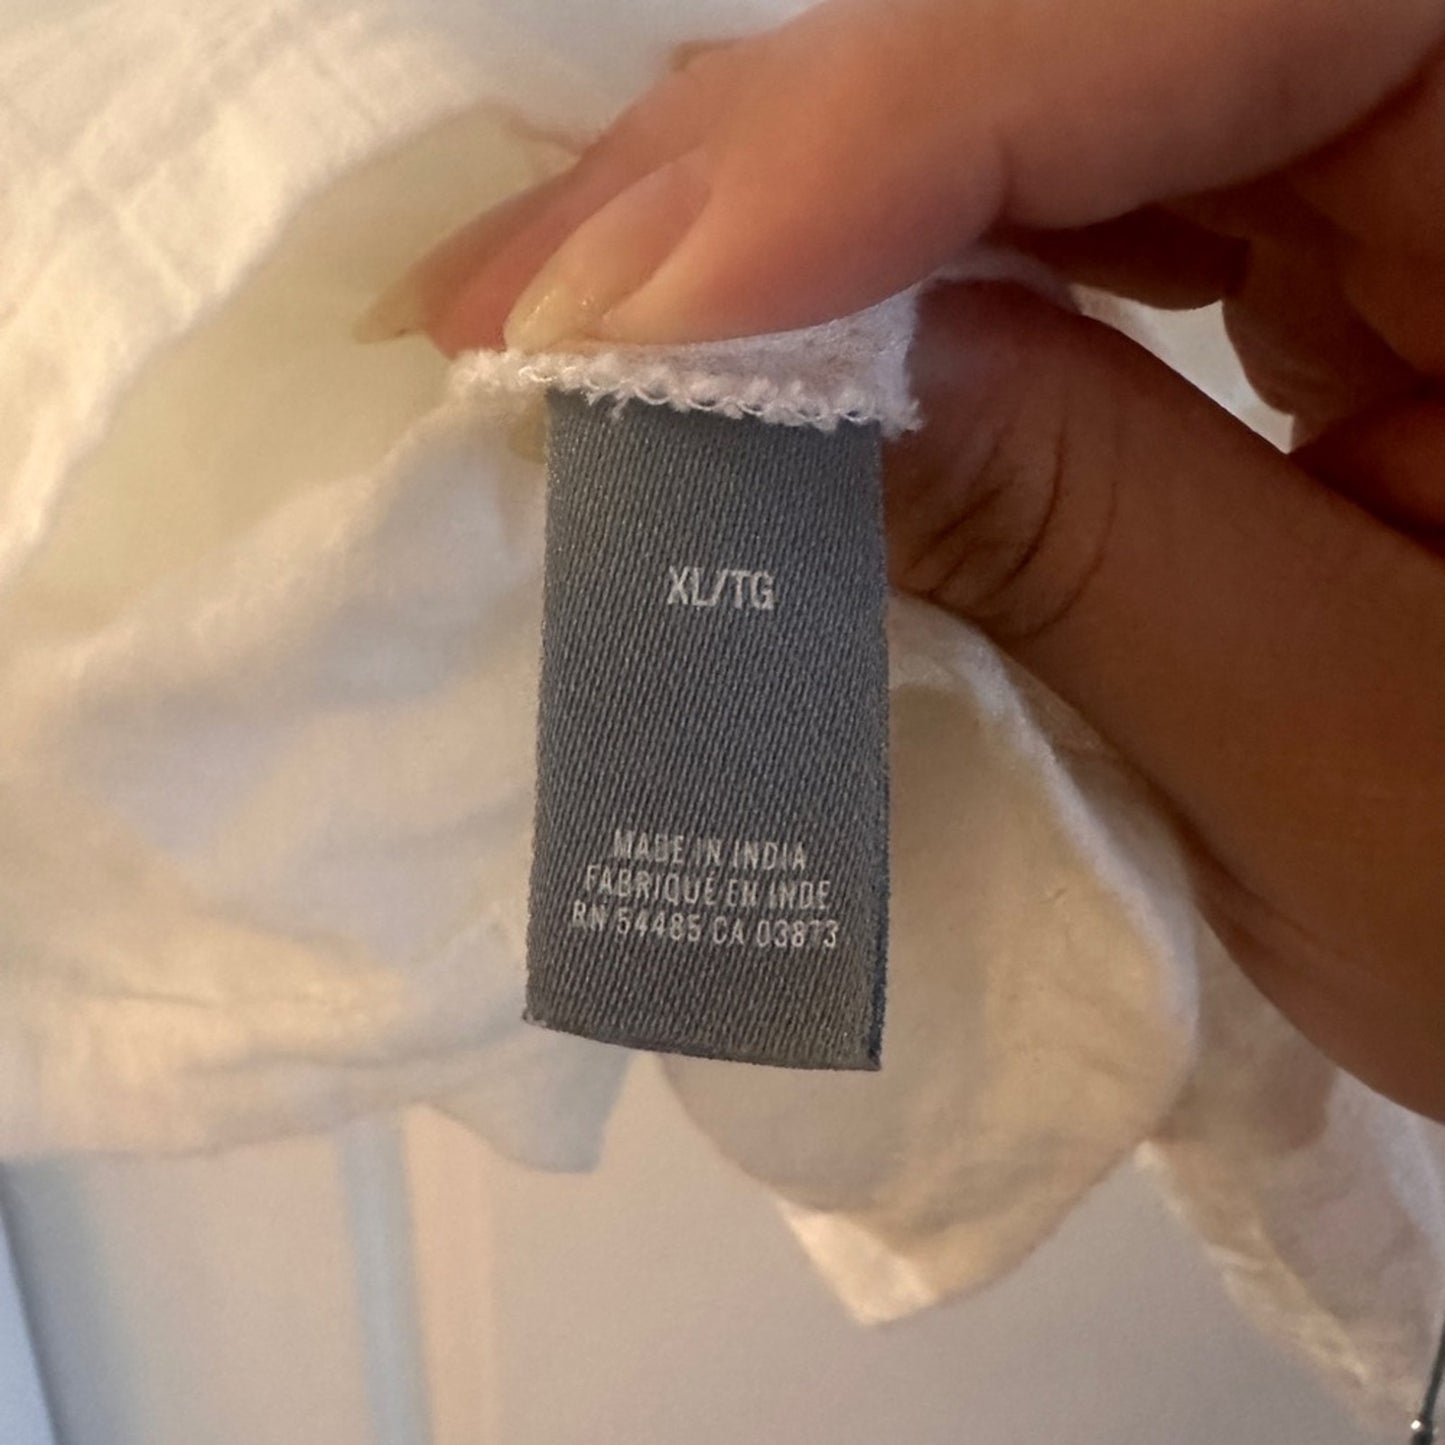 XL/TG
MADE IN INDIA
FABRIQUÉ EN INDE
RN 54485 CA 03873